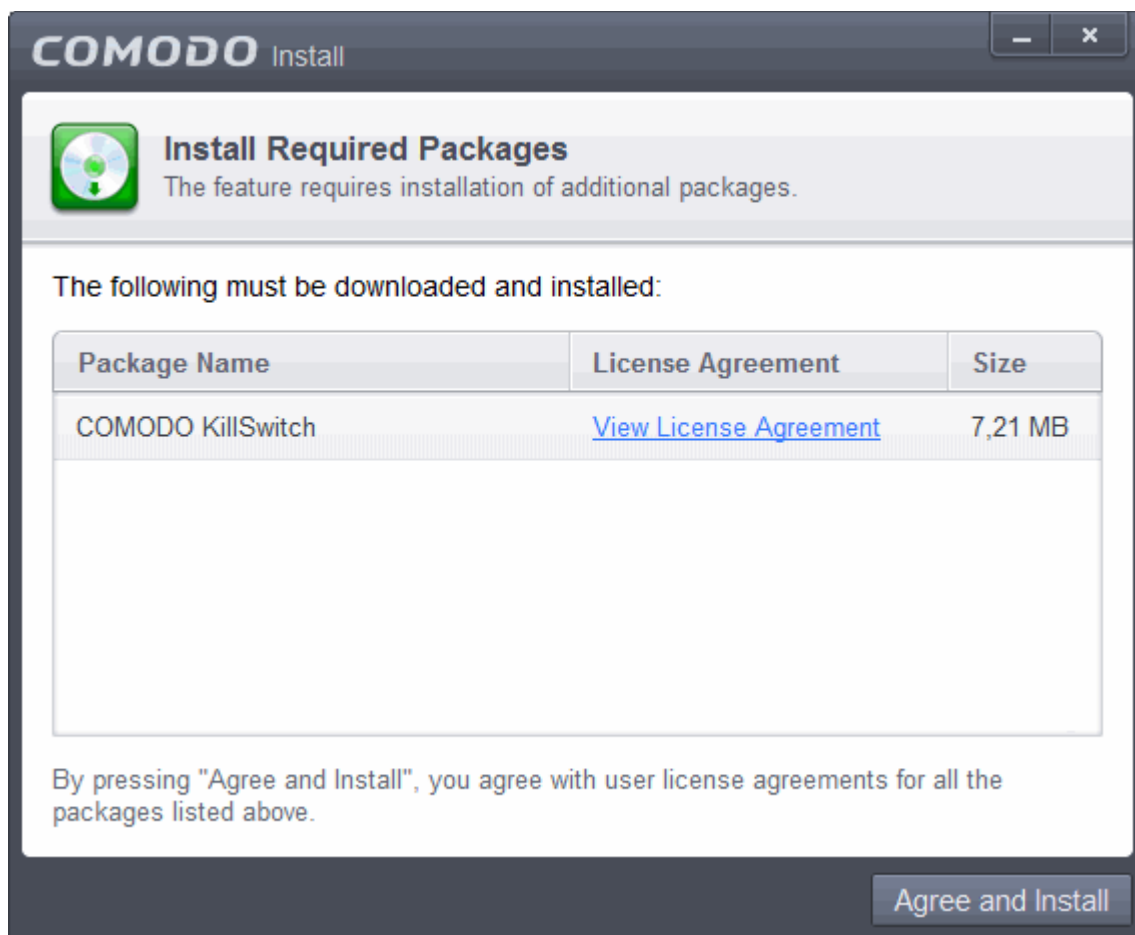 COMODO Install
Install Required Packages
The feature requires installation of additional packages.
The following must be downloaded and installed:
Package Name License Agreement Size
COMODO KillSwitch View License Agreement 7,21 MB
By pressing "Agree and Install", you agree with user license agreements for all the
packages listed above.
Agree and Install